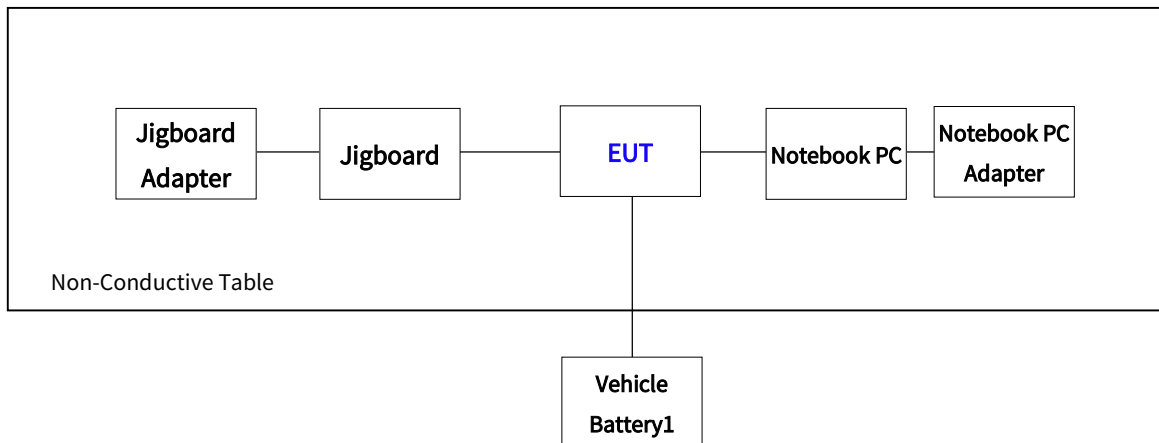 Jigboard
Adapter
Jigboard
EUT
Notebook PC
Notebook PC
Adapter
Non-Conductive Table
Vehicle
Battery1